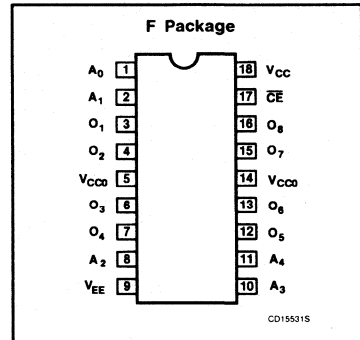 F Package
A0 1 18 VCC
A1 2 17 C̅E̅
O1 3 16 O8
O2 4 15 O7
VCC0 5 14 VCC0
O3 6 13 O6
O4 7 12 O5
A2 8 11 A4
VEE 9 10 A3
CD15531S